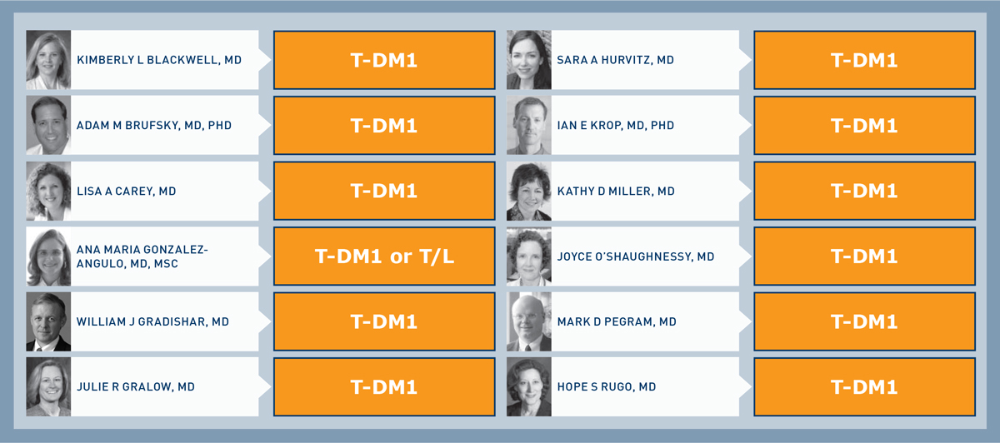 KIMBERLY L BLACKWELL, MD
T-DM1
ADAM M BRUFSKY, MD, PHD
T-DM1
LISA A CAREY, MD
T-DM1
ANA MARIA GONZALEZ-
ANGULO, MD, MSC
T-DM1 or T/L
WILLIAM J GRADISHAR, MD
T-DM1
JULIE R GRALOW, MD
T-DM1
SARA A HURVITZ, MD
T-DM1
IAN E KROP, MD, PHD
T-DM1
KATHY D MILLER, MD
T-DM1
JOYCE O’SHAUGHNESSY, MD
T-DM1
MARK D PEGRAM, MD
T-DM1
HOPE S RUGO, MD
T-DM1